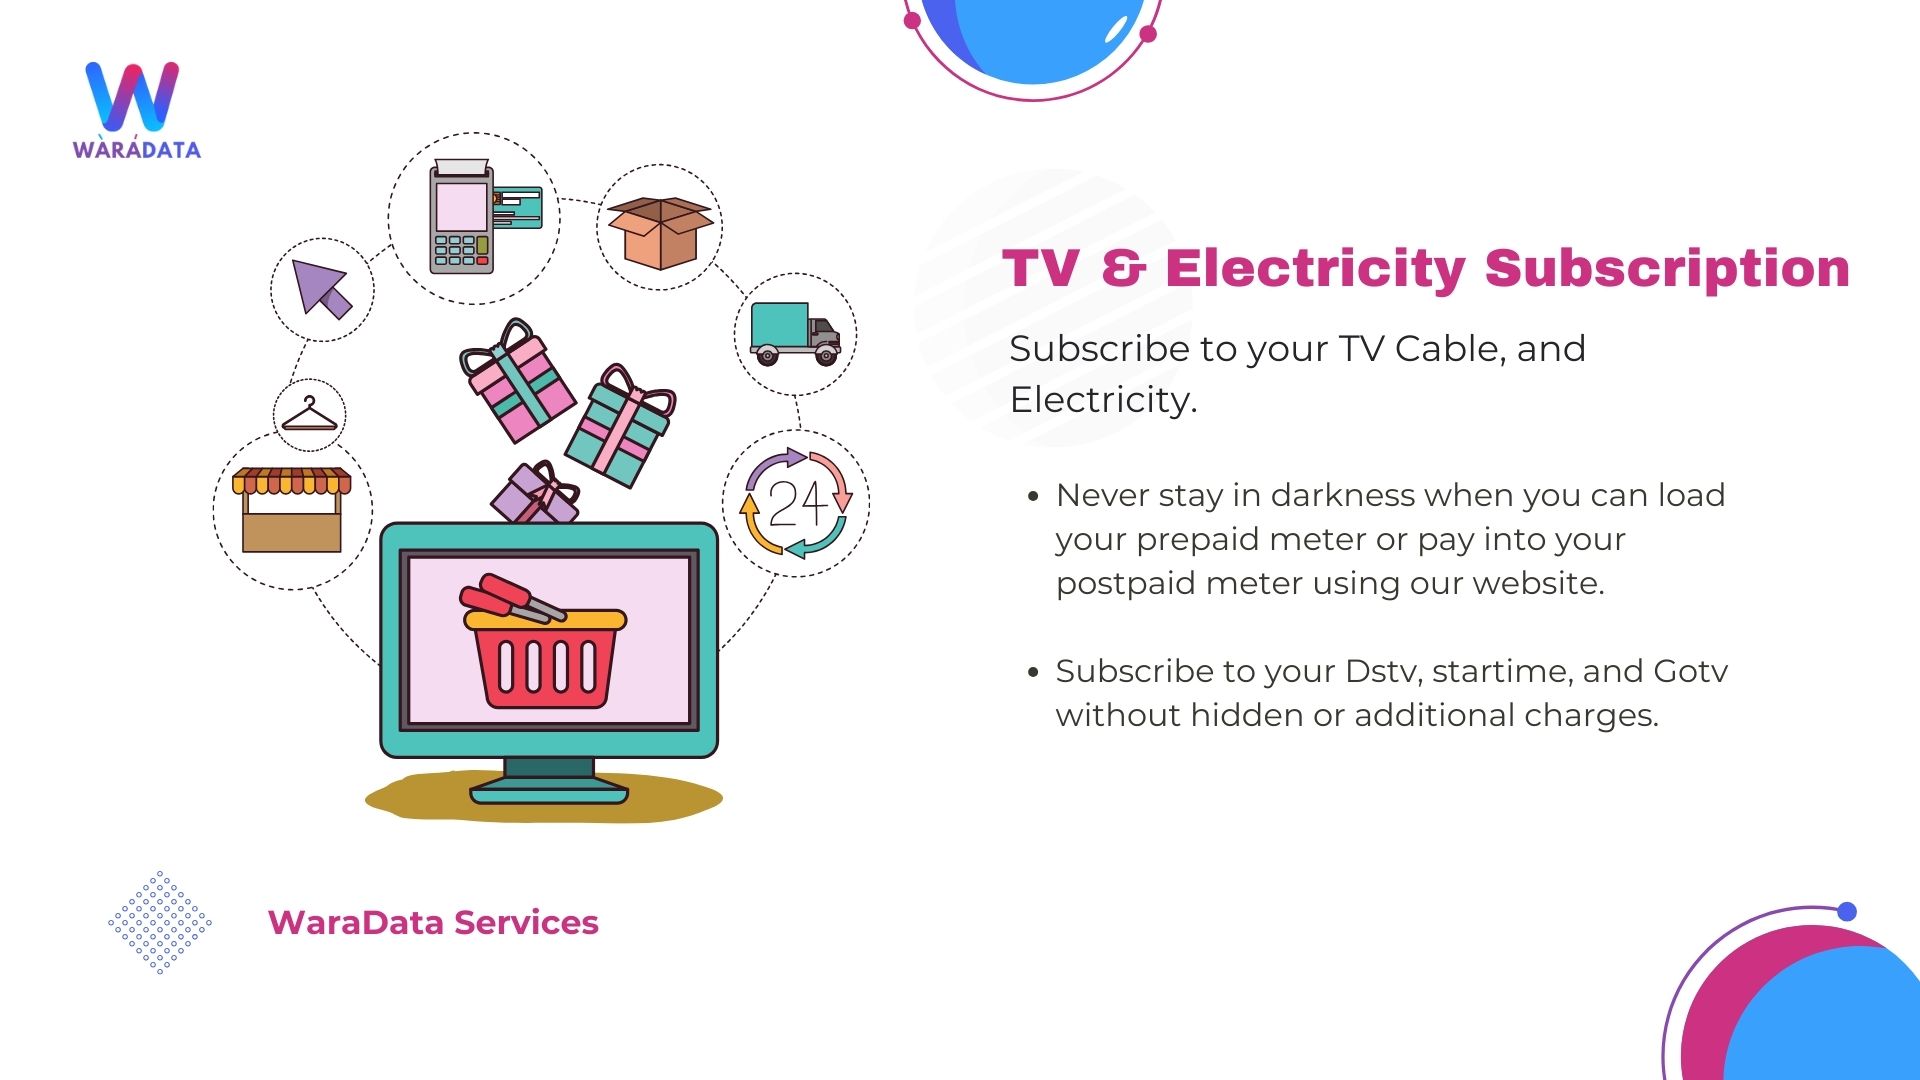 WÀRÁDATA
TV & Electricity Subscription
Subscribe to your TV Cable, and
Electricity.
• Never stay in darkness when you can load
your prepaid meter or pay into your
postpaid meter using our website.
• Subscribe to your Dstv, startime, and Gotv
without hidden or additional charges.
24
WaraData Services